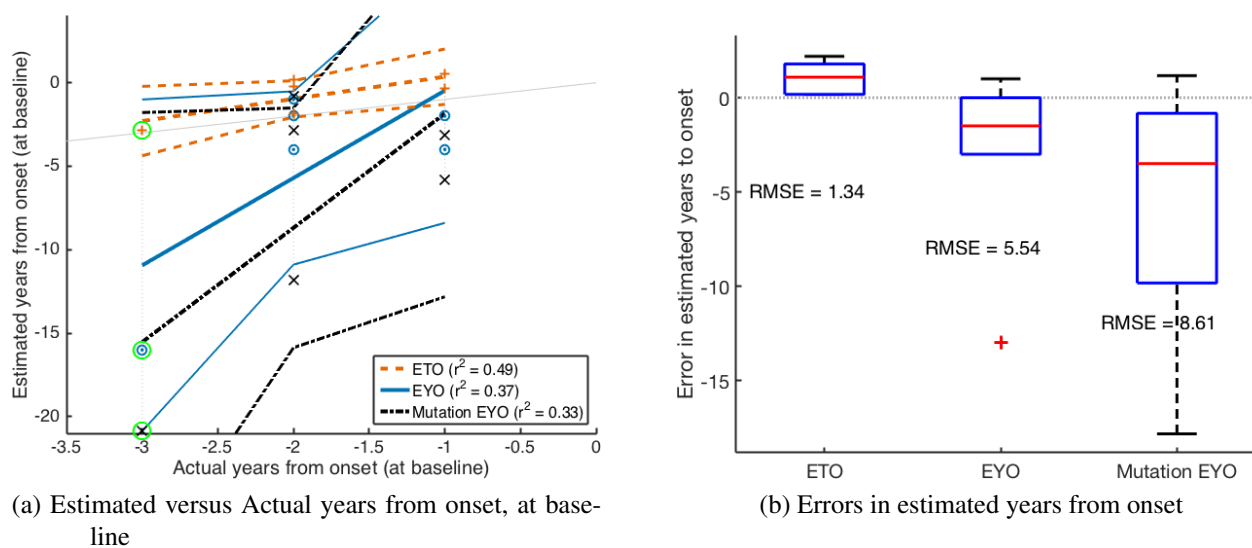 Estimated years from onset (at baseline)
0
-5
-10
-15
-20
-3.5
-3
-2.5
-2
-1.5
-1
-0.5
0
Actual years from onset (at baseline)
ETO (r² = 0.49)
EYO (r² = 0.37)
Mutation EYO (r² = 0.33)
(a) Estimated versus Actual years from onset, at base-
line
Error in estimated years to onset
0
-5
-10
-15
RMSE = 1.34
RMSE = 5.54
RMSE = 8.61
ETO
EYO
Mutation EYO
(b) Errors in estimated years from onset